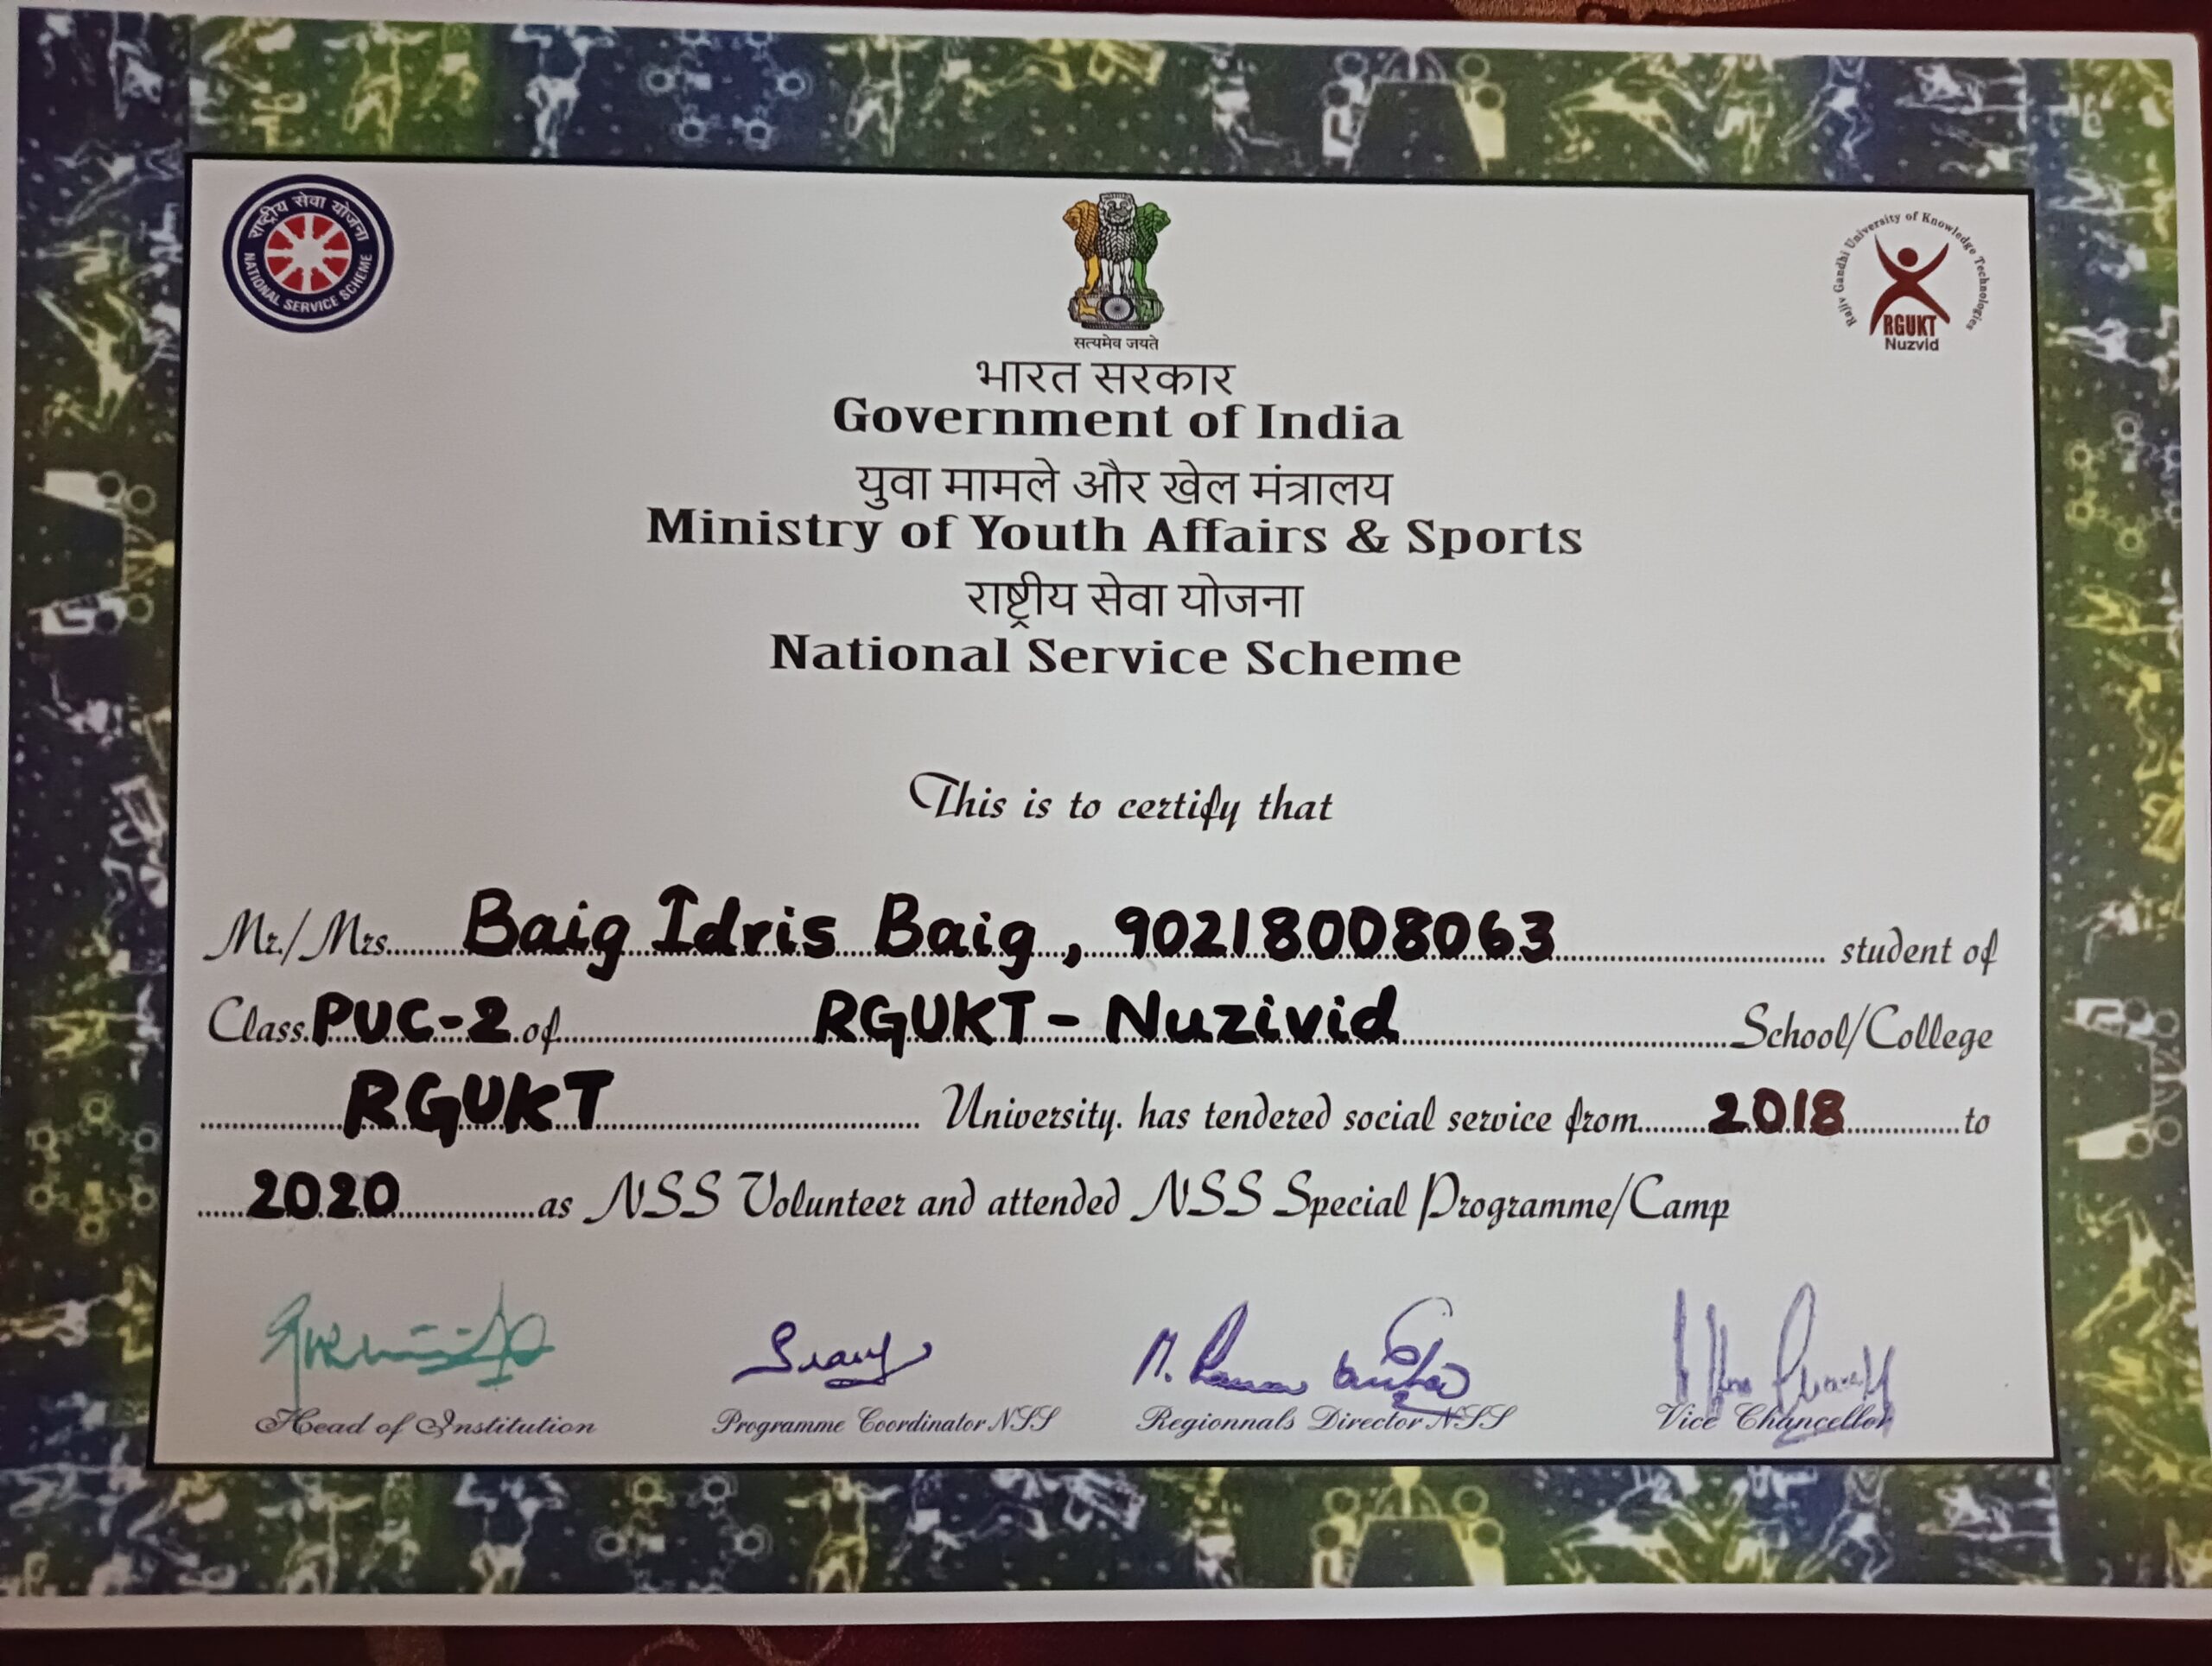 राष्ट्रीय सेवा योजना
NATIONAL SERVICE SCHEME
सत्यमेव जयते
Rajiv Gandhi University of Knowledge Technologies
RGUKT
Nuzvid
भारत सरकार
Government of India
युवा मामले और खेल मंत्रालय
Ministry of Youth Affairs & Sports
राष्ट्रीय सेवा योजना
National Service Scheme
This is to certify that
Mr./Mrs. Baig Idris Baig, 90218008063 student of
Class PUC-2 of RGUKT - Nuzivid School/College
RGUKT University. has tendered social service from 2018 to
2020 as NSS Volunteer and attended NSS Special Programme/Camp
Head of Institution Programme Coordinator NSS Regionnals Director NSS Vice Chancellor